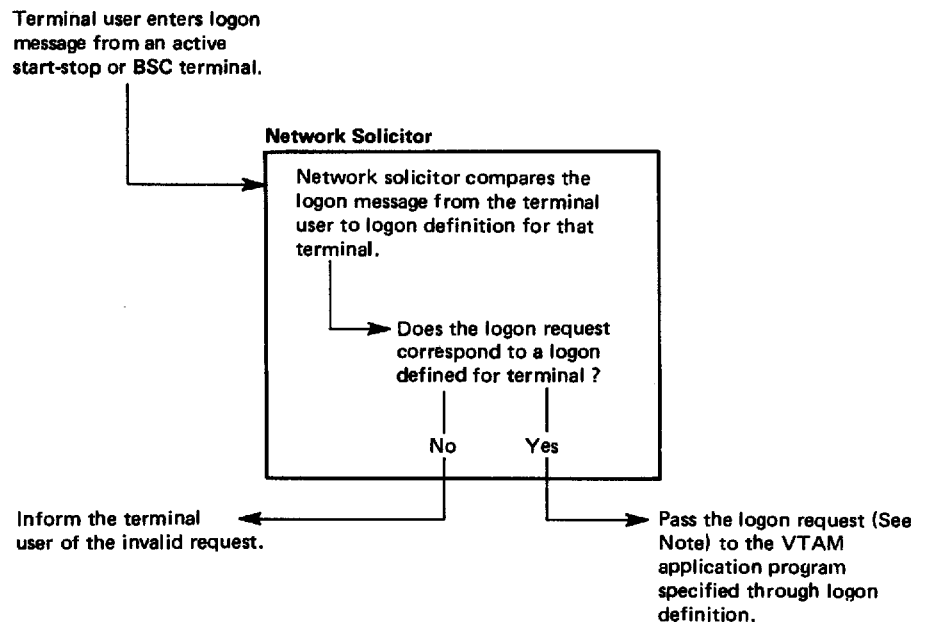 Terminal user enters logon
message from an active
start-stop or BSC terminal.
Network Solicitor
Network solicitor compares the
logon message from the terminal
user to logon definition for that
terminal.
Does the logon request
correspond to a logon
defined for terminal ?
No Yes
Inform the terminal
user of the invalid request.
Pass the logon request (See
Note) to the VTAM
application program
specified through logon
definition.